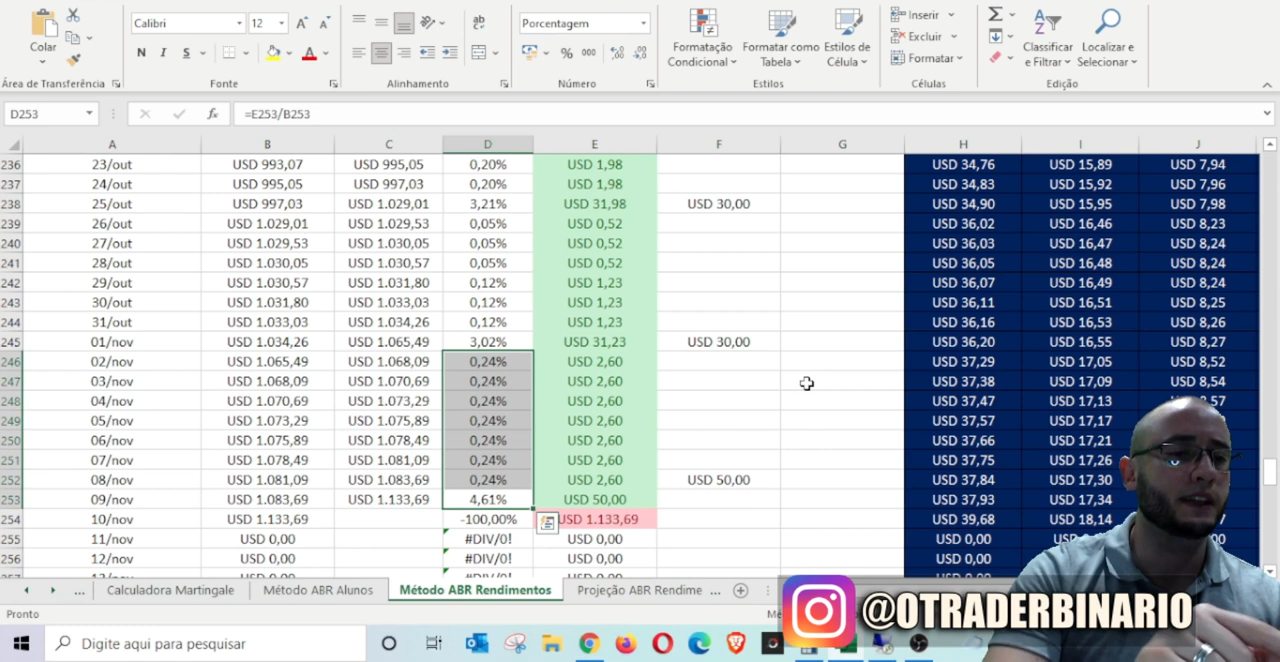 Colar
Calibri 12
N I S
Porcentagem
% 000
Formatação Condicional
Formatar como Tabela
Estilos de Célula
Inserir
Excluir
Formatar
Classificar e Filtrar
Localizar e Selecionar
Área de Transferência Fonte Alinhamento Número Estilos Células Edição
D253 fx =E253/B253
A B C D E F G H I J
236 23/out USD 993,07 USD 995,05 0,20% USD 1,98 USD 34,76 USD 15,89 USD 7,94
237 24/out USD 995,05 USD 997,03 0,20% USD 1,98 USD 34,83 USD 15,92 USD 7,96
238 25/out USD 997,03 USD 1.029,01 3,21% USD 31,98 USD 30,00 USD 34,90 USD 15,95 USD 7,98
239 26/out USD 1.029,01 USD 1.029,53 0,05% USD 0,52 USD 36,02 USD 16,46 USD 8,23
240 27/out USD 1.029,53 USD 1.030,05 0,05% USD 0,52 USD 36,03 USD 16,47 USD 8,24
241 28/out USD 1.030,05 USD 1.030,57 0,05% USD 0,52 USD 36,05 USD 16,48 USD 8,24
242 29/out USD 1.030,57 USD 1.031,80 0,12% USD 1,23 USD 36,07 USD 16,49 USD 8,24
243 30/out USD 1.031,80 USD 1.033,03 0,12% USD 1,23 USD 36,11 USD 16,51 USD 8,25
244 31/out USD 1.033,03 USD 1.034,26 0,12% USD 1,23 USD 36,16 USD 16,53 USD 8,26
245 01/nov USD 1.034,26 USD 1.065,49 3,02% USD 31,23 USD 30,00 USD 36,20 USD 16,55 USD 8,27
246 02/nov USD 1.065,49 USD 1.068,09 0,24% USD 2,60 USD 37,29 USD 17,05 USD 8,52
247 03/nov USD 1.068,09 USD 1.070,69 0,24% USD 2,60 USD 37,38 USD 17,09 USD 8,54
248 04/nov USD 1.070,69 USD 1.073,29 0,24% USD 2,60 USD 37,47 USD 17,13 8,57
249 05/nov USD 1.073,29 USD 1.075,89 0,24% USD 2,60 USD 37,57 USD 17,17
250 06/nov USD 1.075,89 USD 1.078,49 0,24% USD 2,60 USD 37,66 USD 17,21
251 07/nov USD 1.078,49 USD 1.081,09 0,24% USD 2,60 USD 37,75 USD 17,26
252 08/nov USD 1.081,09 USD 1.083,69 0,24% USD 2,60 USD 50,00 USD 37,84 USD 17,30
253 09/nov USD 1.083,69 USD 1.133,69 4,61% USD 50,00 USD 37,93 USD 17,34
254 10/nov USD 1.133,69 -100,00% USD 1.133,69 USD 39,68 USD 18,14
255 11/nov USD 0,00 #DIV/0! USD 0,00 USD 0,00 USD 0,00
256 12/nov USD 0,00 #DIV/0! USD 0,00 USD 0,00
... Calculadora Martingale Método ABR Alunos Método ABR Rendimentos Projeção ABR Rendime ...
Pronto
@OTRADERBINARIO
Digite aqui para pesquisar